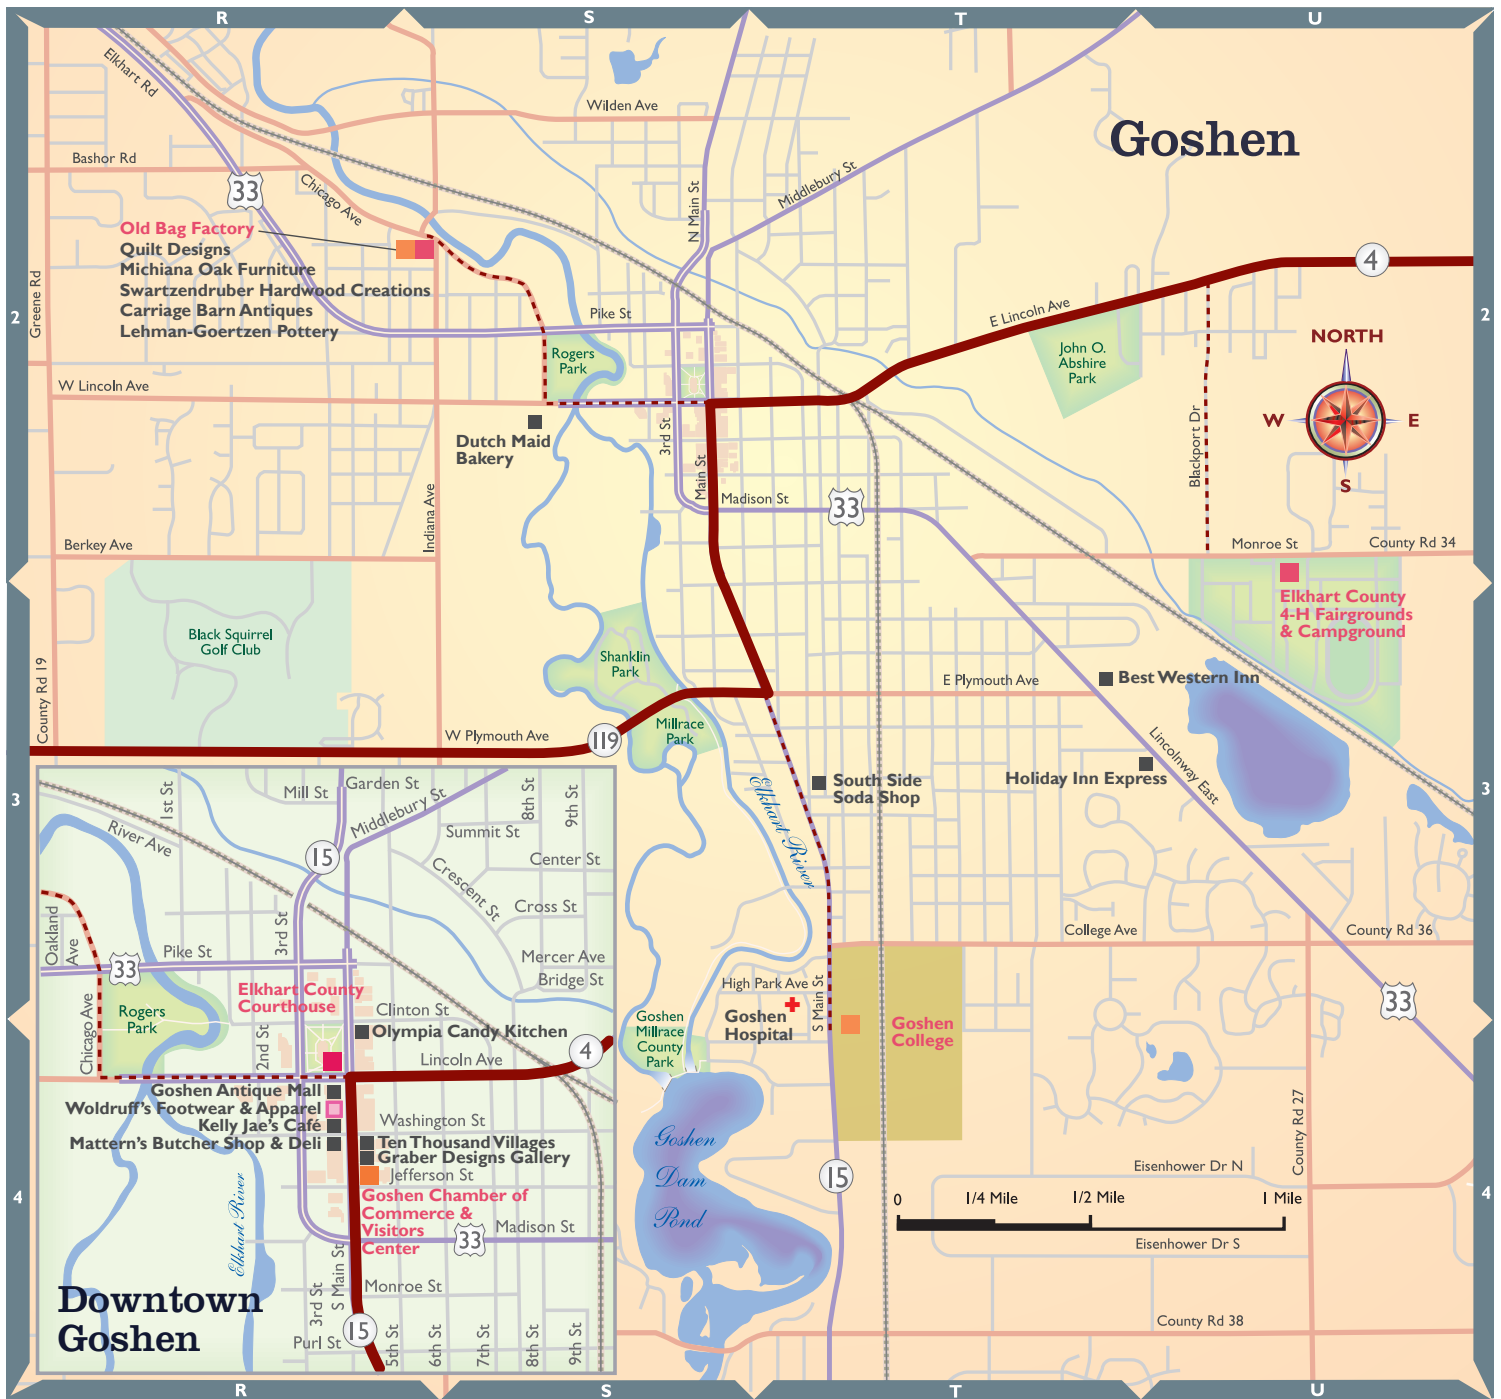 R
S
T
U
Goshen
Elkhart Rd
Wilden Ave
Bashor Rd
33
Chicago Ave
N Main St
Middlebury St
Old Bag Factory
Quilt Designs
Michiana Oak Furniture
Swartzendruber Hardwood Creations
Carriage Barn Antiques
Lehman-Goertzen Pottery
Greene Rd
2
Pike St
4
E Lincoln Ave
2
Rogers
Park
John O.
Abshire
Park
NORTH
W
E
S
W Lincoln Ave
Dutch Maid
Bakery
3rd St
Main St
Blackport Dr
Madison St
33
Indiana Ave
Berkey Ave
Monroe St
County Rd 34
Elkhart County
4-H Fairgrounds
& Campground
Black Squirrel
Golf Club
Shanklin
Park
County Rd 19
E Plymouth Ave
Best Western Inn
W Plymouth Ave
119
Millrace
Park
Lincolnway East
Holiday Inn Express
South Side
Soda Shop
Elkhart River
3
3
College Ave
County Rd 36
High Park Ave
S Main St
Goshen
Hospital
Goshen
College
33
Goshen
Millrace
County
Park
County Rd 27
Goshen
Dam
Pond
15
Eisenhower Dr N
0
1/4 Mile
1/2 Mile
1 Mile
Eisenhower Dr S
County Rd 38
4
4
1st St
Mill St
Garden St
Middlebury St
8th St
9th St
River Ave
15
Summit St
Center St
Crescent St
Cross St
Oakland
Ave
3rd St
Pike St
33
Mercer Ave
Bridge St
Elkhart County
Courthouse
Clinton St
Rogers
Park
Chicago Ave
2nd St
Olympia Candy Kitchen
Lincoln Ave
4
Goshen Antique Mall
Woldruff's Footwear & Apparel
Kelly Jae's Café
Mattern's Butcher Shop & Deli
Washington St
Ten Thousand Villages
Graber Designs Gallery
Jefferson St
Goshen Chamber of
Commerce &
Visitors
Center
Madison St
33
Elkhart River
3rd St
S Main St
Monroe St
Downtown
Goshen
Purl St
15
5th St
6th St
7th St
8th St
9th St
R
S
T
U